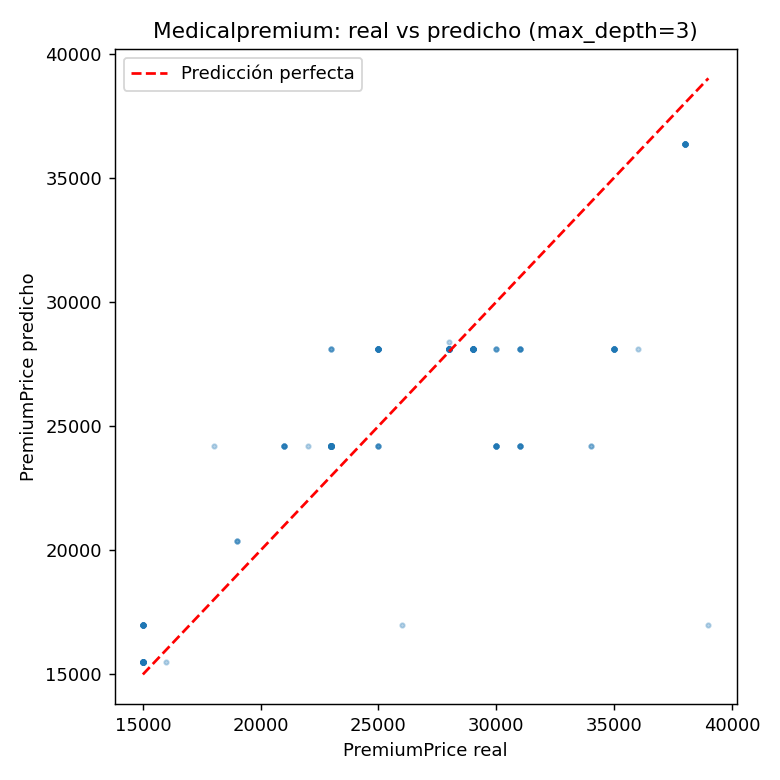 Medicalpremium: real vs predicho (max_depth=3)
Predicción perfecta
PremiumPrice predicho
40000
35000
30000
25000
20000
15000
15000 20000 25000 30000 35000 40000
PremiumPrice real